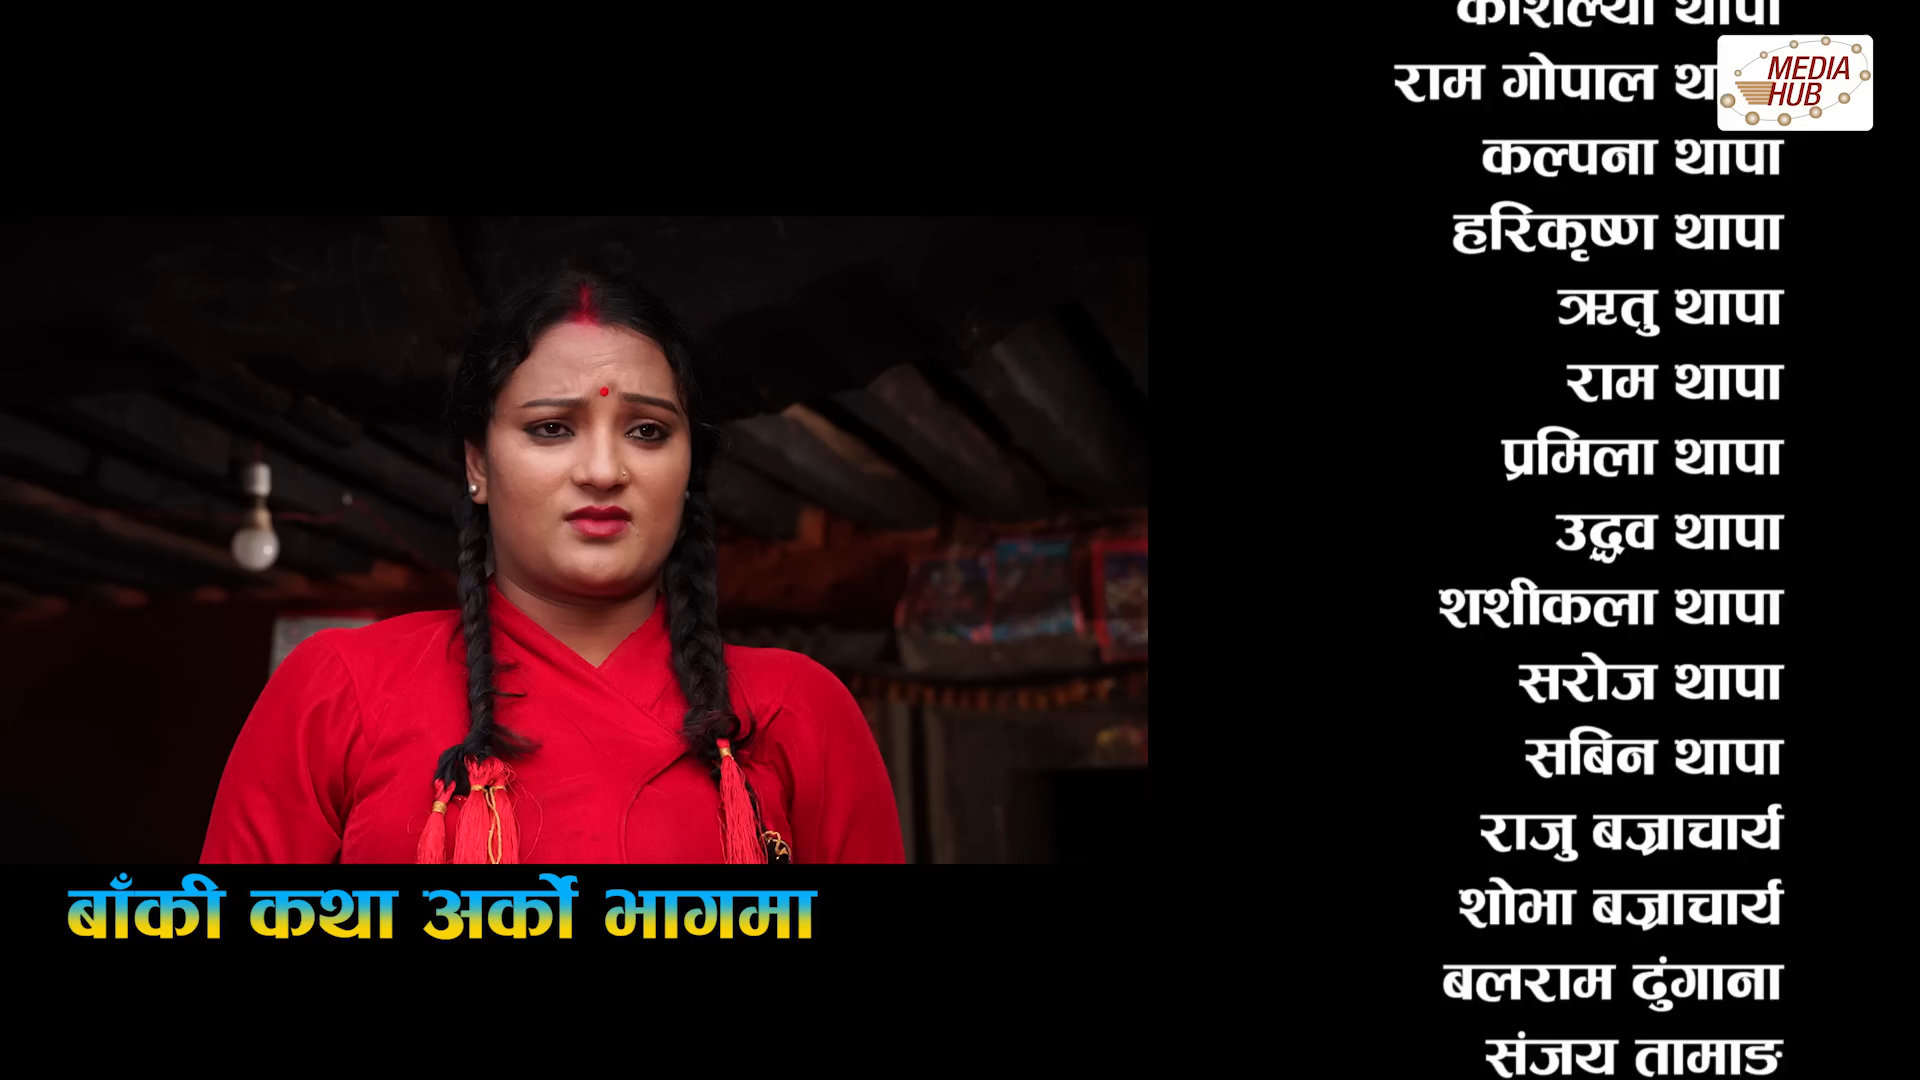 कौशिल्या थापा
MEDIA
HUB
राम गोपाल
कल्पना थापा
हरिकृष्ण थापा
ऋतु थापा
राम थापा
प्रमिला थापा
उद्धव थापा
शशीकला थापा
सरोज थापा
सबिन थापा
राजु बज्राचार्य
शोभा बज्राचार्य
बलराम ढुंगाना
संजय तामाङ
बाँकी कथा अर्को भागमा